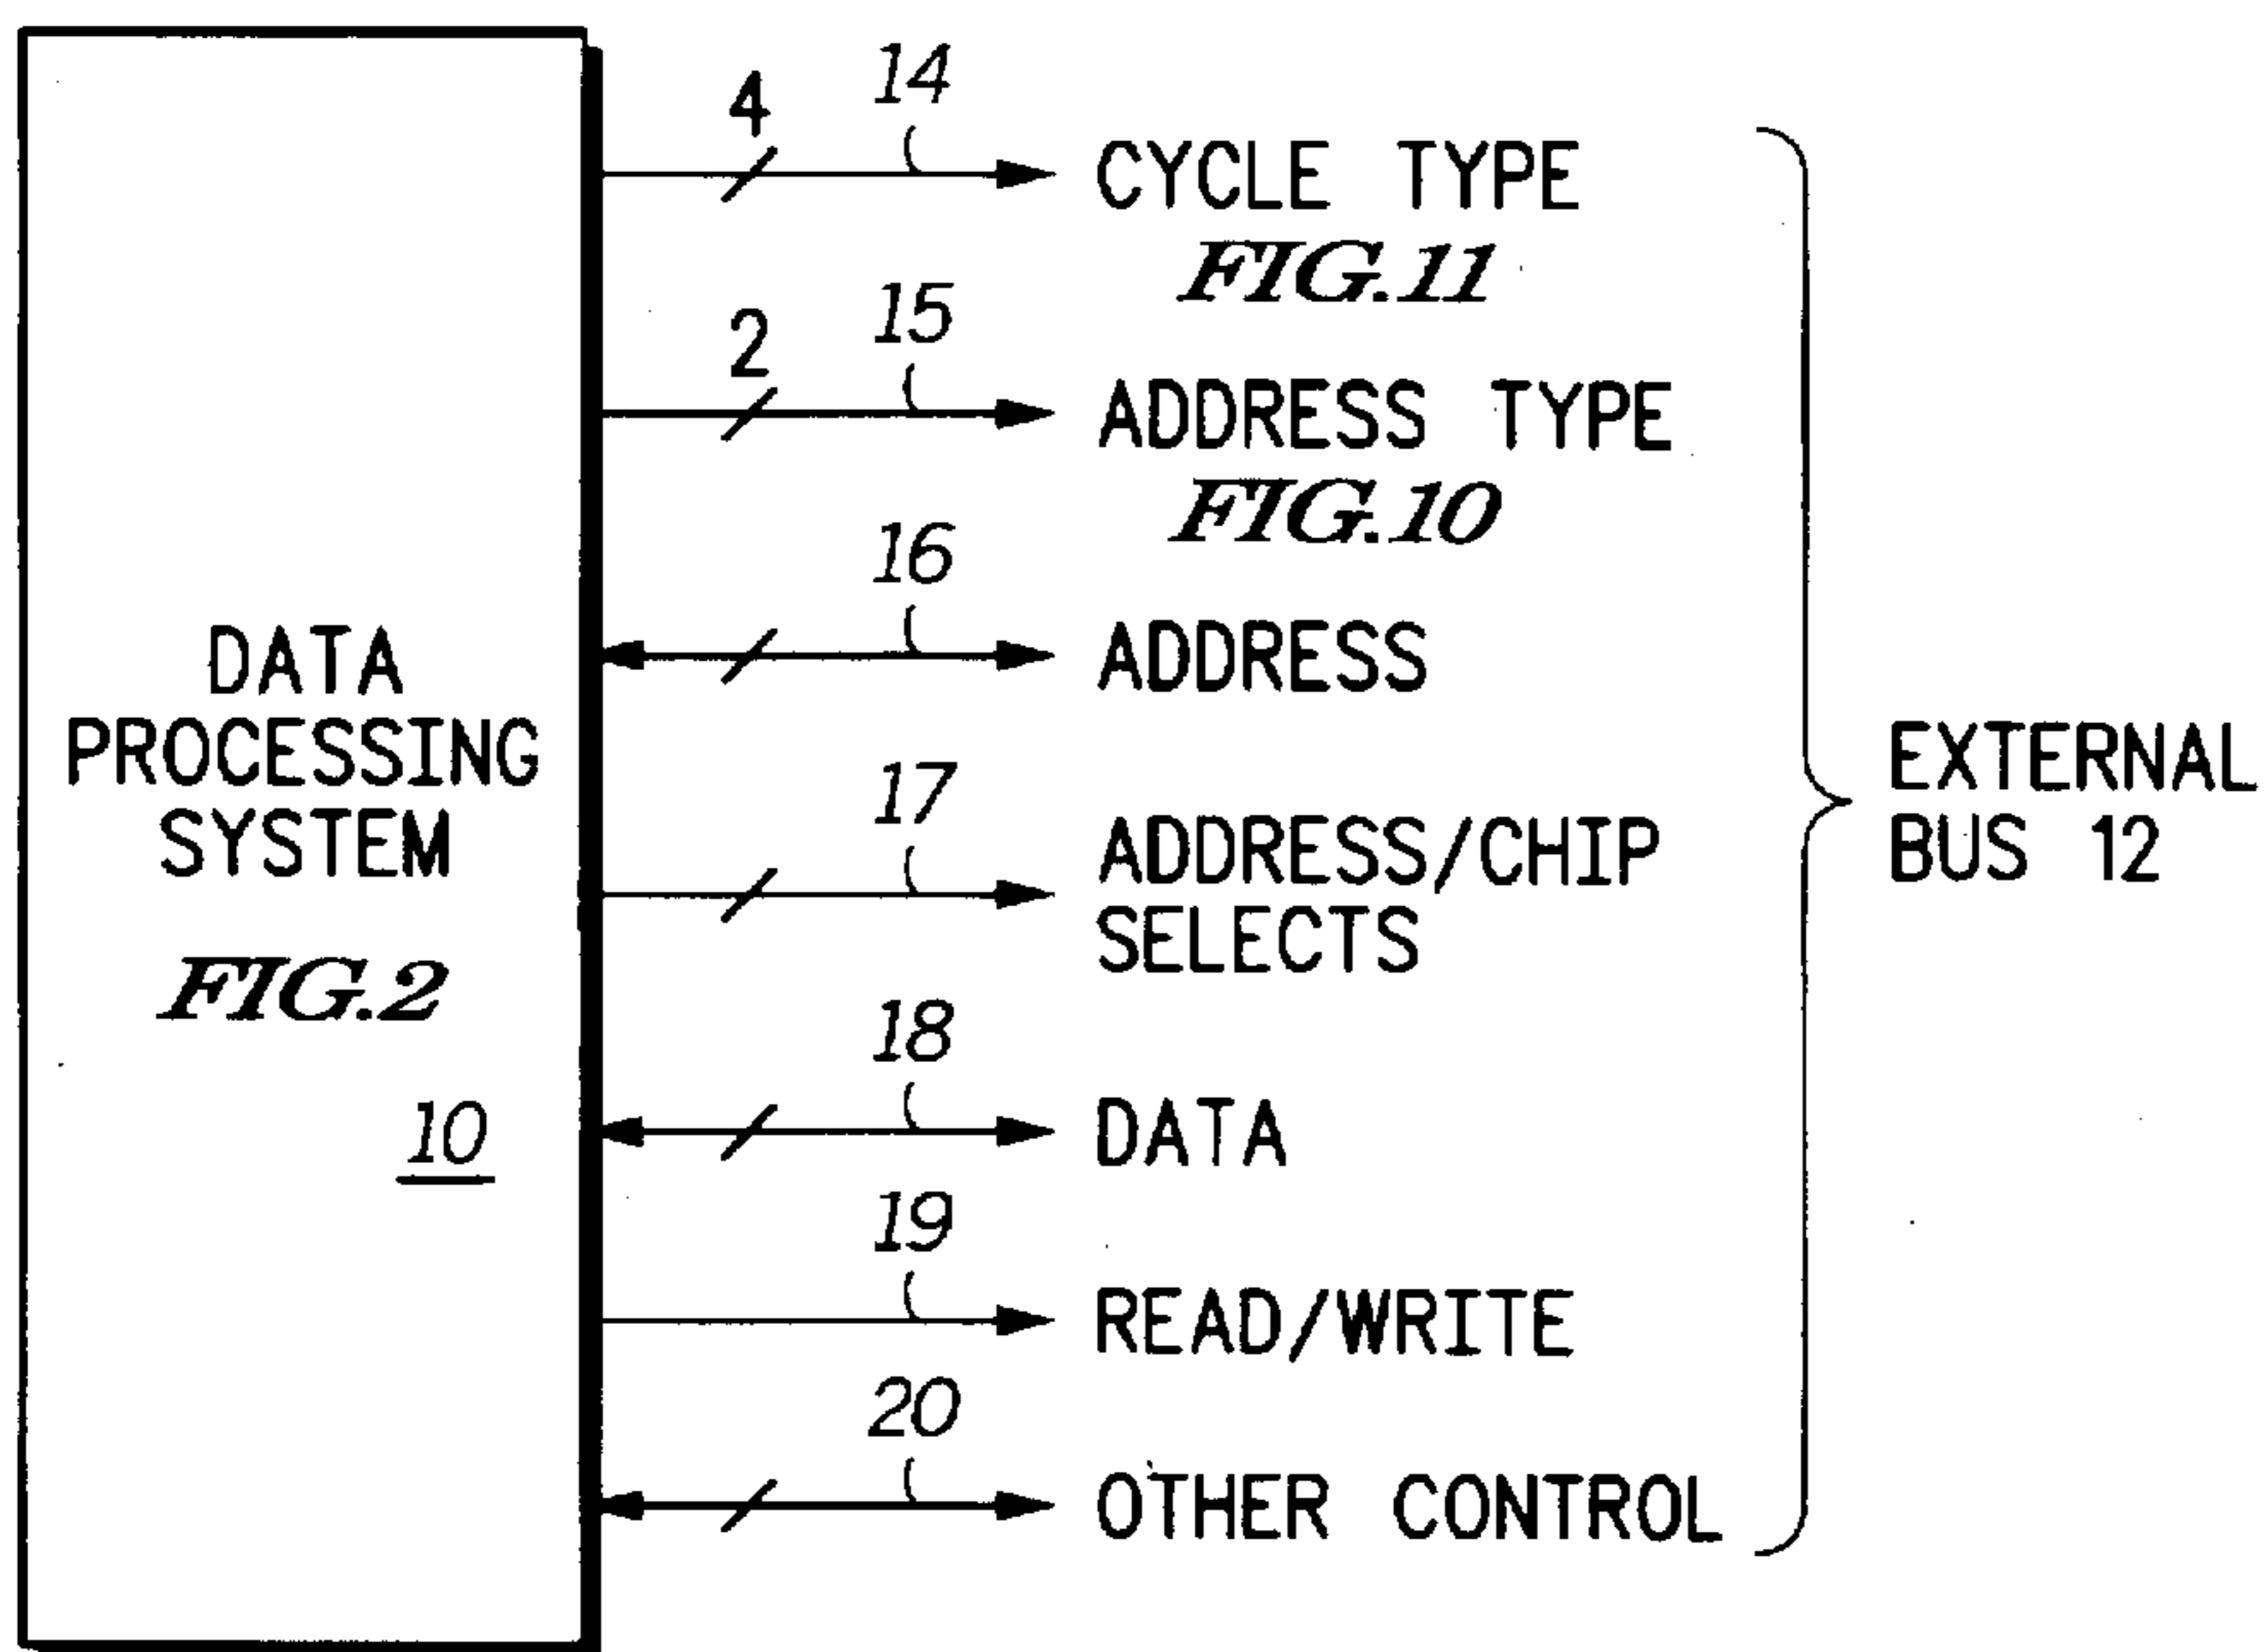 DATA
PROCESSING
SYSTEM
FIG.2
10
4
14
CYCLE TYPE
FIG.11
2
15
ADDRESS TYPE
FIG.10
16
ADDRESS
17
ADDRESS/CHIP
SELECTS
18
DATA
19
READ/WRITE
20
OTHER CONTROL
EXTERNAL
BUS 12